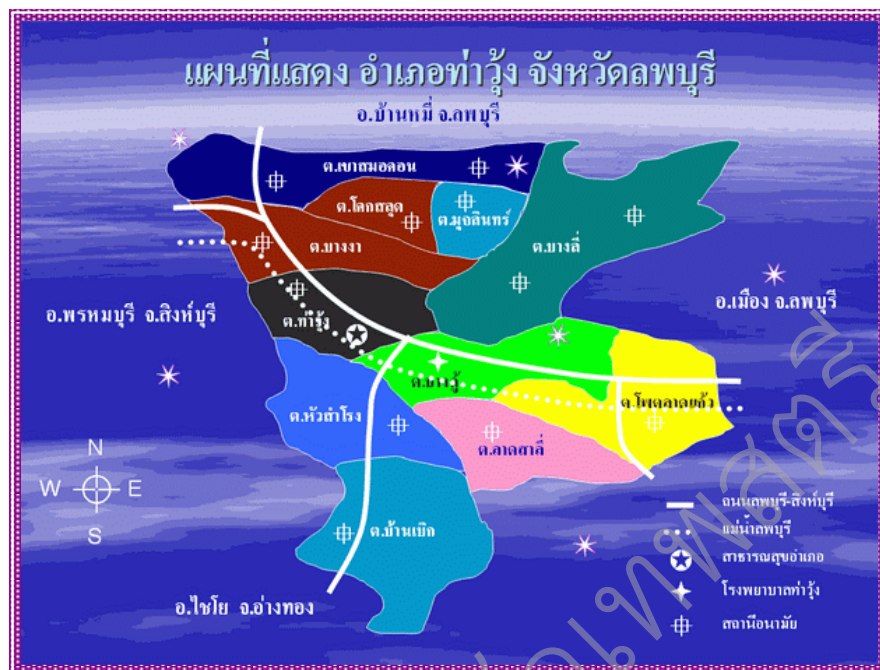 แผนที่แสดง อำเภอท่าวุ้ง จังหวัดลพบุรี
อ.บ้านหมี่ จ.ลพบุรี
ต.เขาสมอคอน
ต.โคกสลุด
ต.มุจลินทร์
ต.บางงา
ต.บางลี่
อ.เมือง จ.ลพบุรี
อ.พรหมบุรี จ.สิงห์บุรี
ต.ท่าวุ้ง
ต.บางคู้
ต.โพตลาดแก้ว
ต.หัวสำโรง
ต.ลาดสาลี่
N
W E
S
ต.บ้านเบิก
อ.ไชโย จ.อ่างทอง
ถนนลพบุรี-สิงห์บุรี
แม่น้ำลพบุรี
สาธารณสุขอำเภอ
โรงพยาบาลท่าวุ้ง
สถานีอนามัย